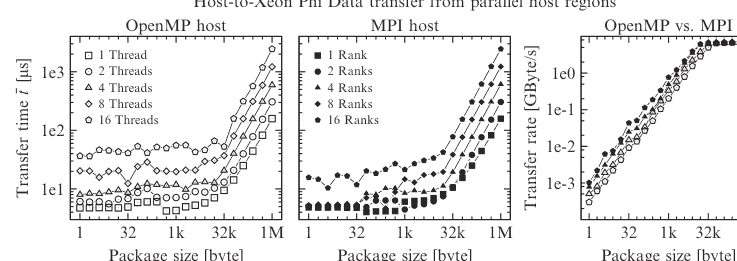 Host-to-Xeon Phi Data transfer from parallel host regions
OpenMP host
Transfer time t̄ [μs]
1e3
1e2
1e1
1 Thread
2 Threads
4 Threads
8 Threads
16 Threads
1 32 1k 32k 1M
Package size [byte]
MPI host
1 Rank
2 Ranks
4 Ranks
8 Ranks
16 Ranks
1 32 1k 32k 1M
Package size [byte]
OpenMP vs. MPI
Transfer rate [GByte/s]
1e0
1e-1
1e-2
1e-3
1 32 1k 32k
Package size [byte]